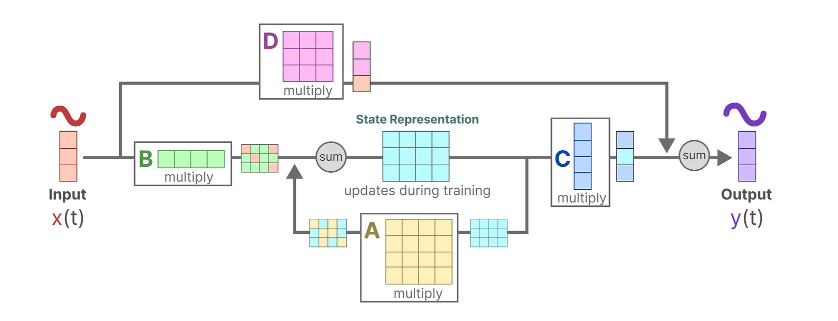 D
multiply
State Representation
B
multiply
sum
updates during training
C
multiply
sum
Input
x(t)
Output
y(t)
A
multiply